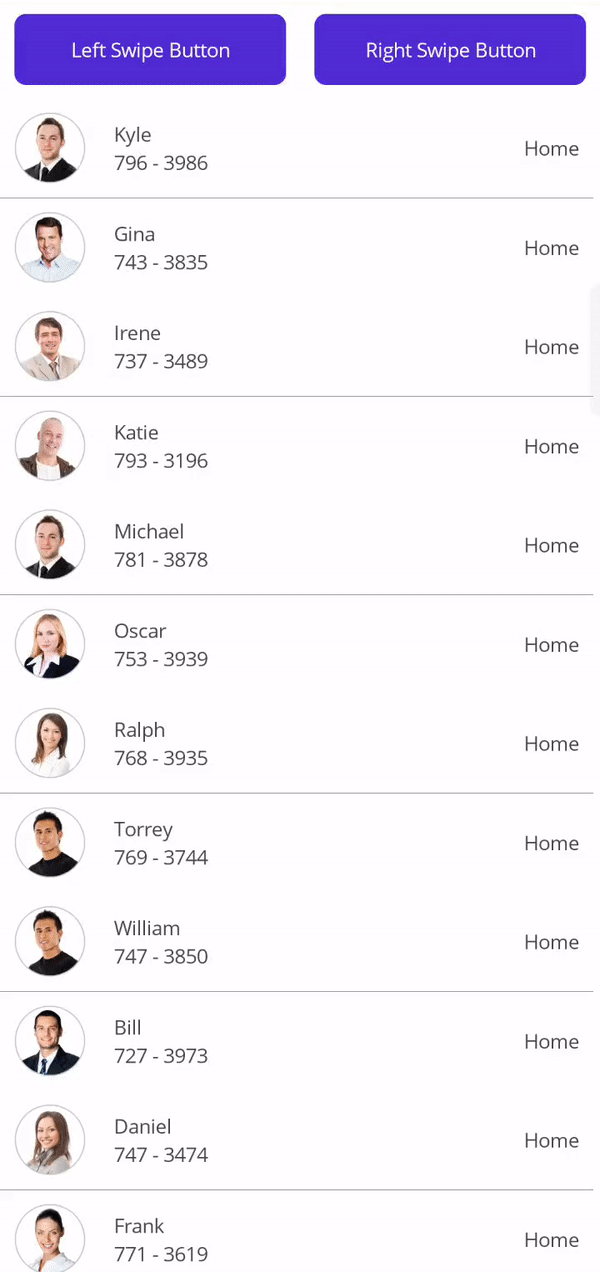 Left Swipe Button
Right Swipe Button
Kyle
796 - 3986
Home
Gina
743 - 3835
Home
Irene
737 - 3489
Home
Katie
793 - 3196
Home
Michael
781 - 3878
Home
Oscar
753 - 3939
Home
Ralph
768 - 3935
Home
Torrey
769 - 3744
Home
William
747 - 3850
Home
Bill
727 - 3973
Home
Daniel
747 - 3474
Home
Frank
771 - 3619
Home